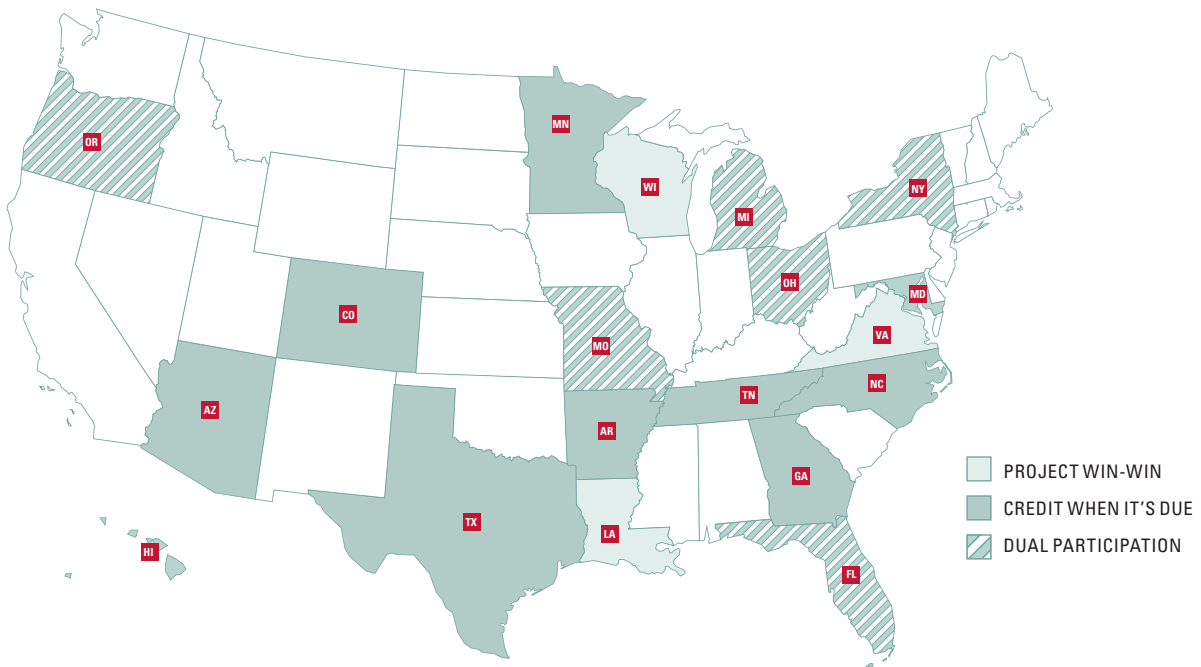 MN
OR
WI
NY
MI
OH
MD
CO
VA
MO
NC
TN
AZ
AR
GA
PROJECT WIN-WIN
CREDIT WHEN IT'S DUE
TX
LA
DUAL PARTICIPATION
HI
FL